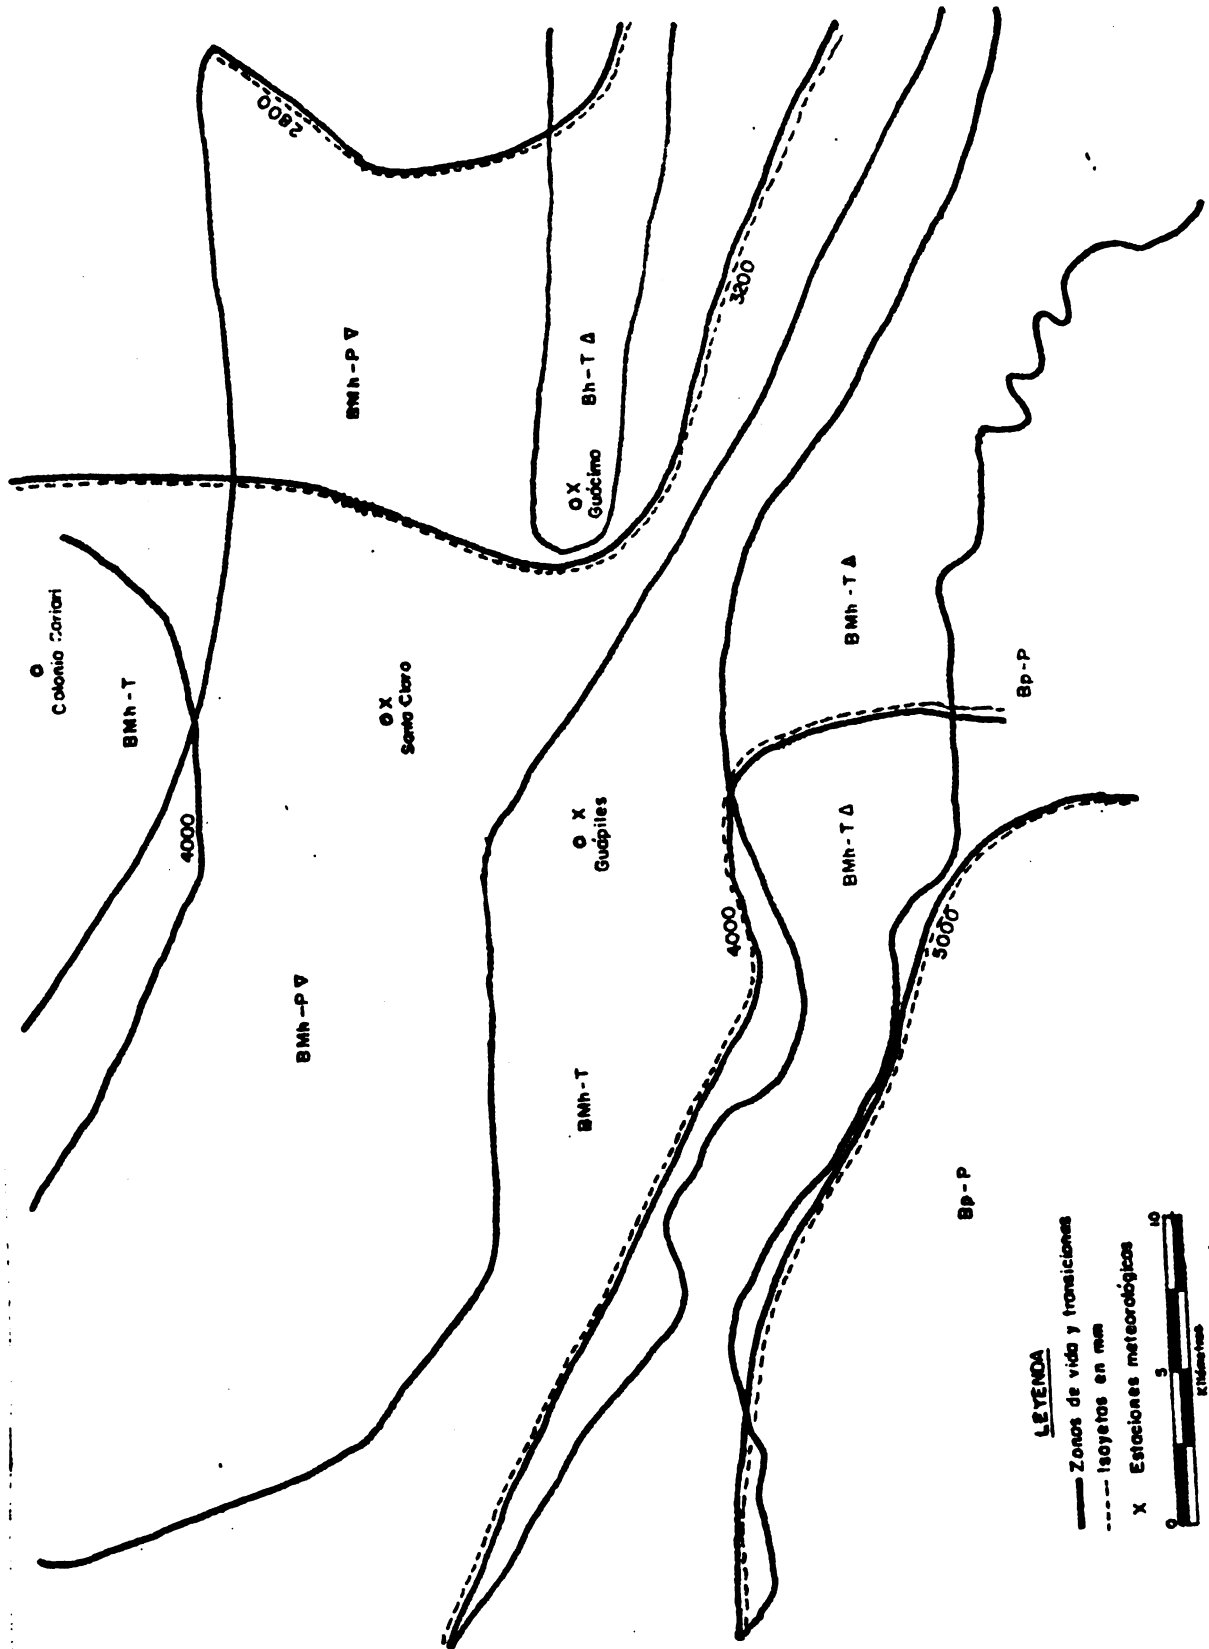 Colonia Cariari
BMh-T
4000
2800
BMh-P ∇
Santa Clara
BMh-P ∇
Guácimo
Bh-T Δ
Guápiles
BMh-T
3200
4000
BMh-T Δ
BMh-T Δ
5000
Bp-P
Bp-P
LEYENDA
Zonas de vida y transiciones
Isoyetas en mm
X Estaciones meteorológicas
0 5 10
Kilómetros